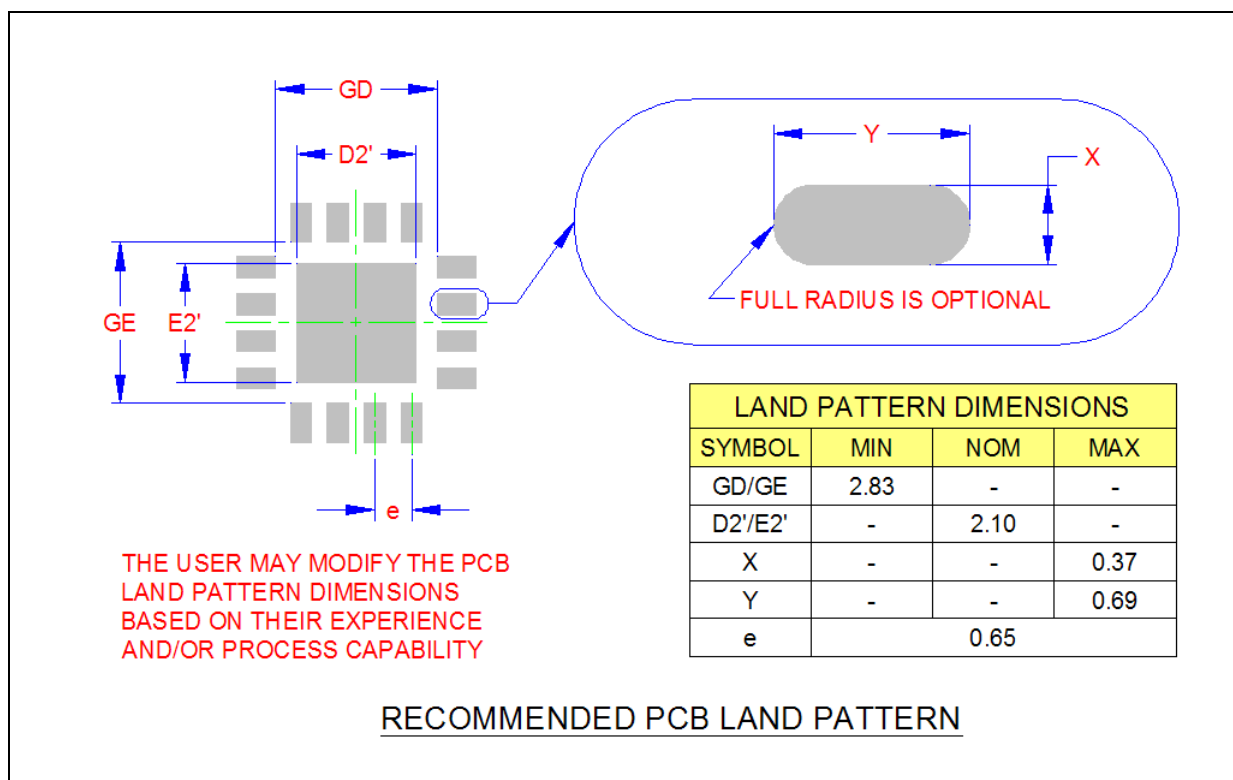 GD
D2'
GE
E2'
e
Y
X
FULL RADIUS IS OPTIONAL
THE USER MAY MODIFY THE PCB
LAND PATTERN DIMENSIONS
BASED ON THEIR EXPERIENCE
AND/OR PROCESS CAPABILITY
LAND PATTERN DIMENSIONS
SYMBOL MIN NOM MAX
GD/GE 2.83 - -
D2'/E2' - 2.10 -
X - - 0.37
Y - - 0.69
e 0.65
RECOMMENDED PCB LAND PATTERN